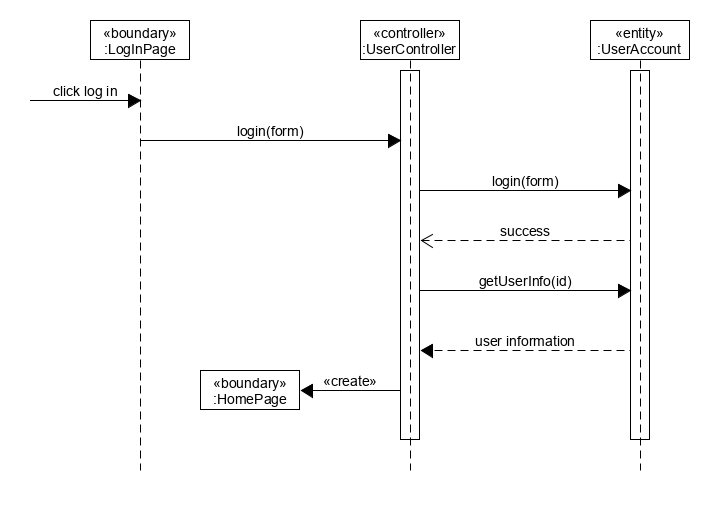 «boundary»
:LogInPage
«controller»
:UserController
«entity»
:UserAccount
click log in
login(form)
login(form)
success
getUserInfo(id)
user information
«boundary»
:HomePage
«create»